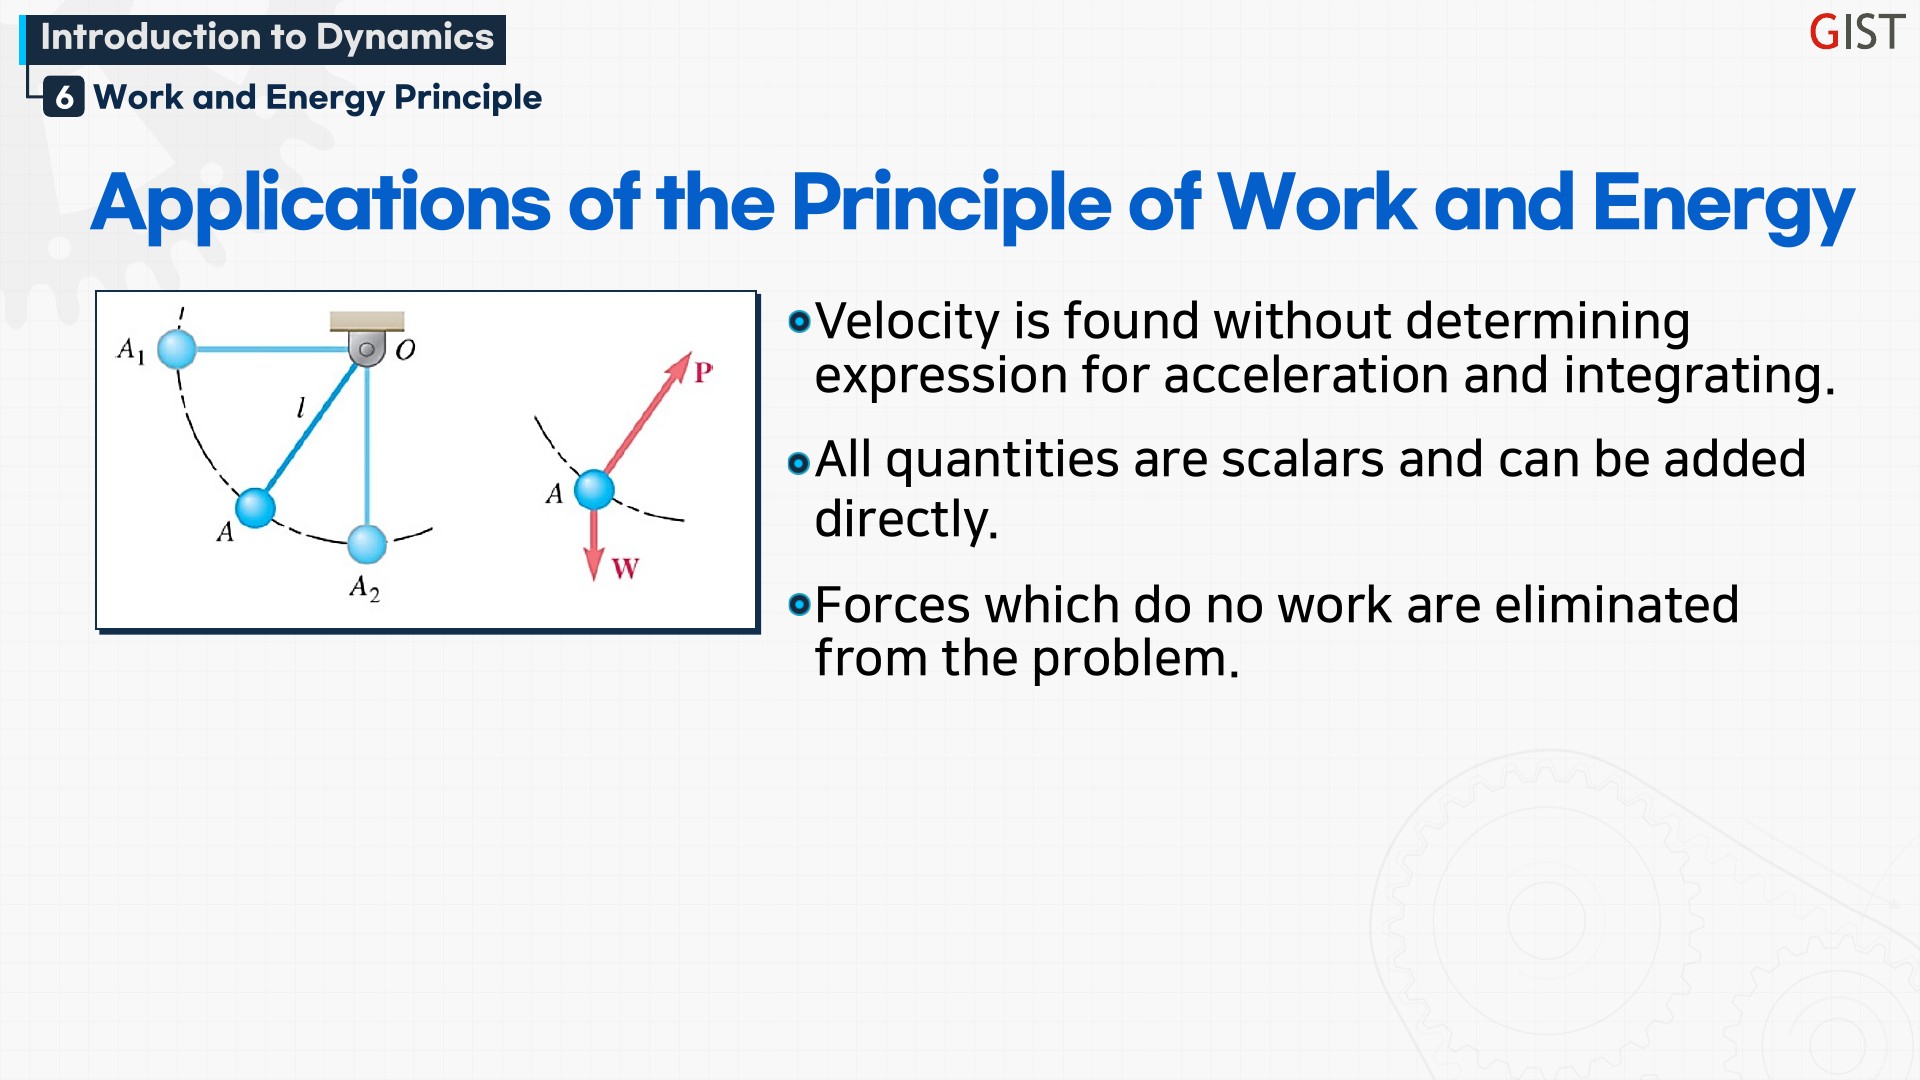 Introduction to Dynamics
GIST
6 Work and Energy Principle
Applications of the Principle of Work and Energy
A1
O
l
A
A2
P
A
W
Velocity is found without determining
expression for acceleration and integrating.
All quantities are scalars and can be added
directly.
Forces which do no work are eliminated
from the problem.